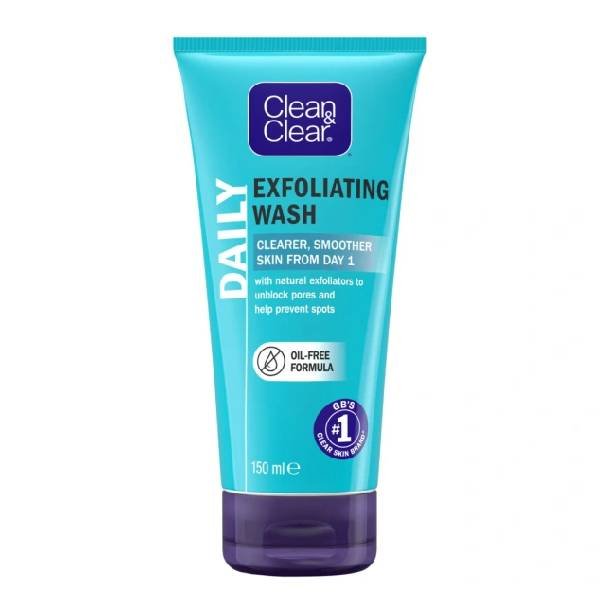 Clean
&
Clear®
DAILY
EXFOLIATING
WASH
CLEARER, SMOOTHER
SKIN FROM DAY 1
with natural exfoliators to
unblock pores and
help prevent spots
OIL-FREE
FORMULA
GB'S
#1
CLEAR SKIN BRAND*
150 ml℮